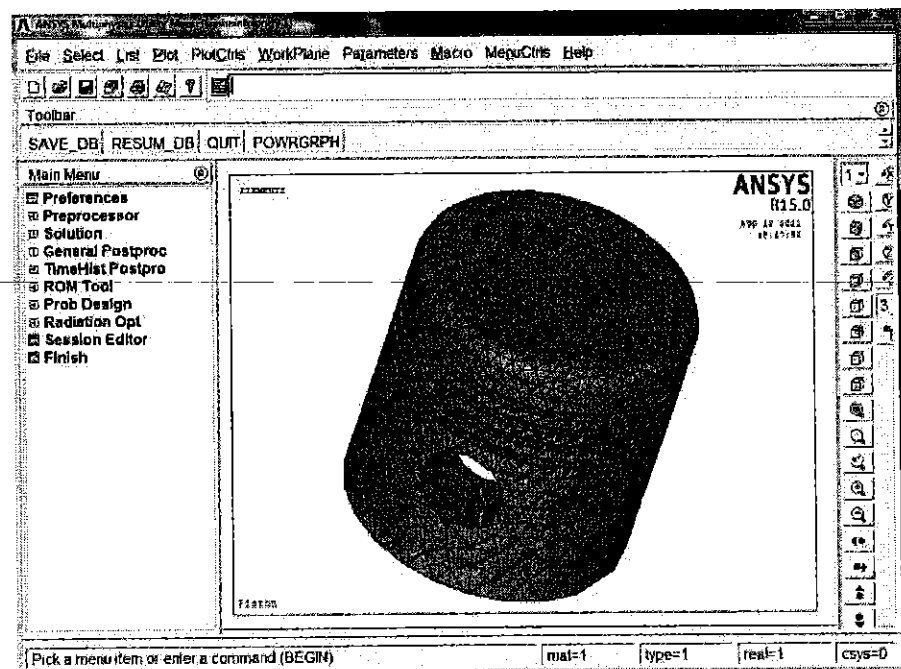 File Select List Plot PlotCtrls WorkPlane Parameters Macro MenuCtrls Help
Toolbar
SAVE_DB RESUM_DB QUIT POWRGRPH
Main Menu
Preferences
Preprocessor
Solution
General Postproc
TimeHist Postpro
ROM Tool
Prob Design
Radiation Opt
Session Editor
Finish
ELEMENTS
ANSYS
R15.0
Piston
1
3
Pick a menu item or enter a command (BEGIN)
mat=1
type=1
real=1
csys=0